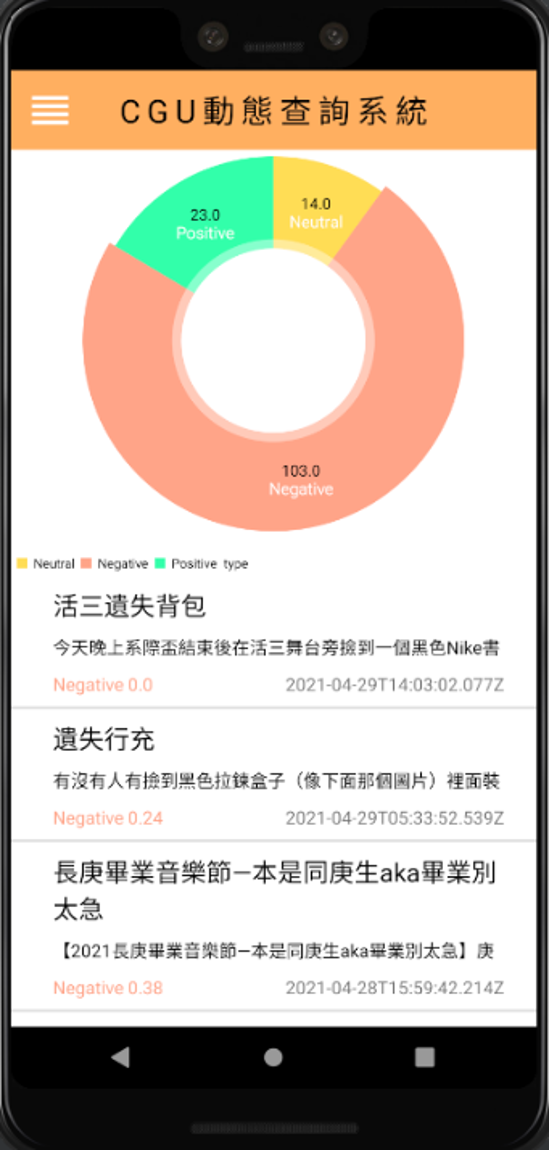 CGU動態查詢系統
14.0
Neutral
23.0
Positive
103.0
Negative
Neutral Negative Positive type
活三遺失背包
今天晚上系際盃結束後在活三舞台旁撿到一個黑色Nike書
Negative 0.0 2021-04-29T14:03:02.077Z
遺失行充
有沒有人有撿到黑色拉鍊盒子（像下面那個圖片）裡面裝
Negative 0.24 2021-04-29T05:33:52.539Z
長庚畢業音樂節–本是同庚生aka畢業別
太急
【2021長庚畢業音樂節–本是同庚生aka畢業別太急】庚
Negative 0.38 2021-04-28T15:59:42.214Z